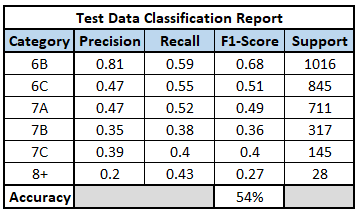 Test Data Classification Report
Category Precision Recall F1-Score Support
6B 0.81 0.59 0.68 1016
6C 0.47 0.55 0.51 845
7A 0.47 0.52 0.49 711
7B 0.35 0.38 0.36 317
7C 0.39 0.4 0.4 145
8+ 0.2 0.43 0.27 28
Accuracy 54%